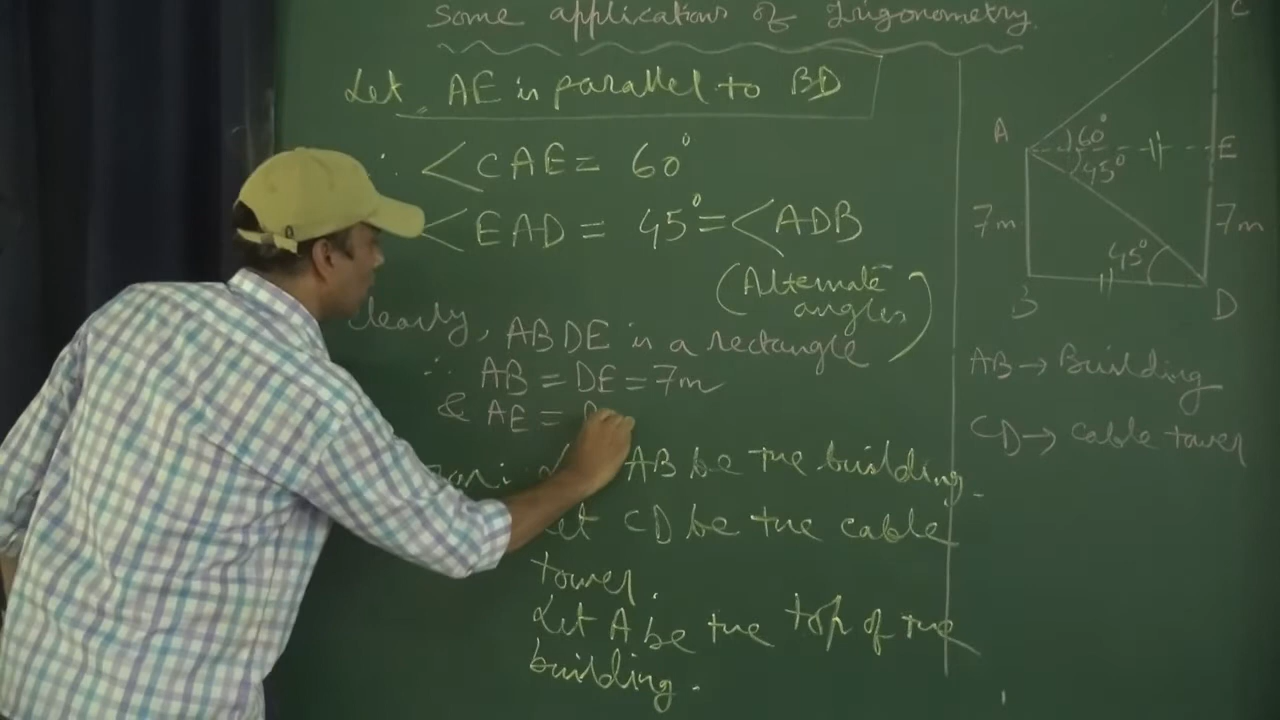 Some applications of Trigonometry
Let AE is parallel to BD
∴ <CAE = 60°
<EAD = 45° = <ADB
(Alternate
angles)
learly, ABDE is a rectangle
∴ AB = DE = 7m
& AE =
AB be the building.
Let CD be the cable
tower.
Let A be the top of the
building.
C
A
60°
45°
E
7m
7m
45°
B
D
AB → Building
CD → Cable tower